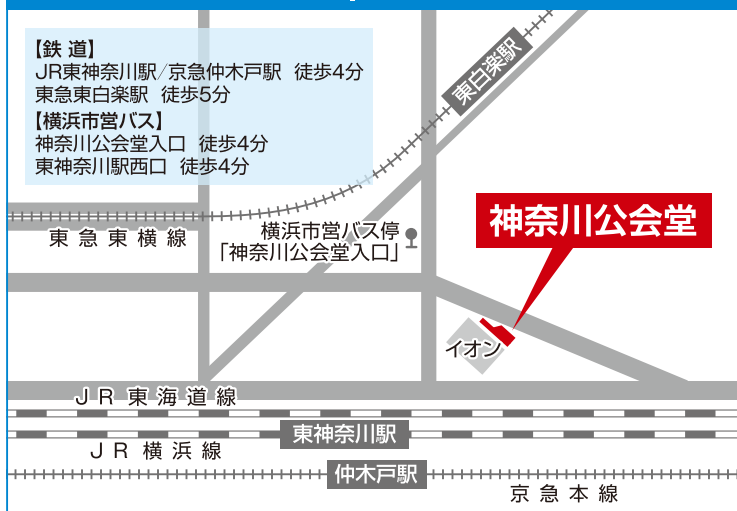 【鉄 道】
JR東神奈川駅/京急仲木戸駅 徒歩4分
東急東白楽駅 徒歩5分
【横浜市営バス】
神奈川公会堂入口 徒歩4分
東神奈川駅西口 徒歩4分
東白楽駅
神奈川公会堂
東急東横線
横浜市営バス停
「神奈川公会堂入口」
イオン
JR東海道線
東神奈川駅
JR横浜線
仲木戸駅
京急本線